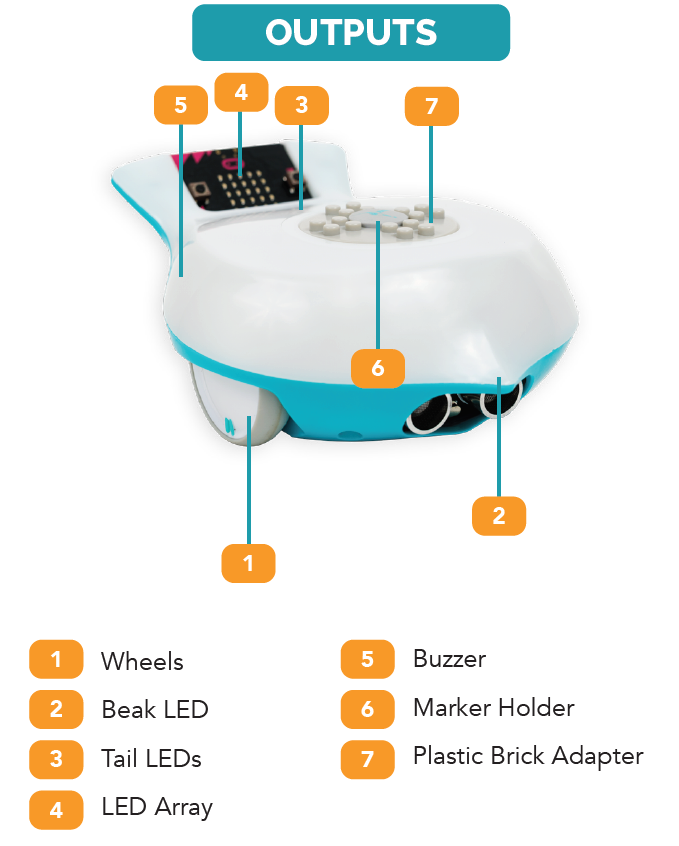 OUTPUTS
5
4
3
7
6
2
1
1 Wheels
2 Beak LED
3 Tail LEDs
4 LED Array
5 Buzzer
6 Marker Holder
7 Plastic Brick Adapter